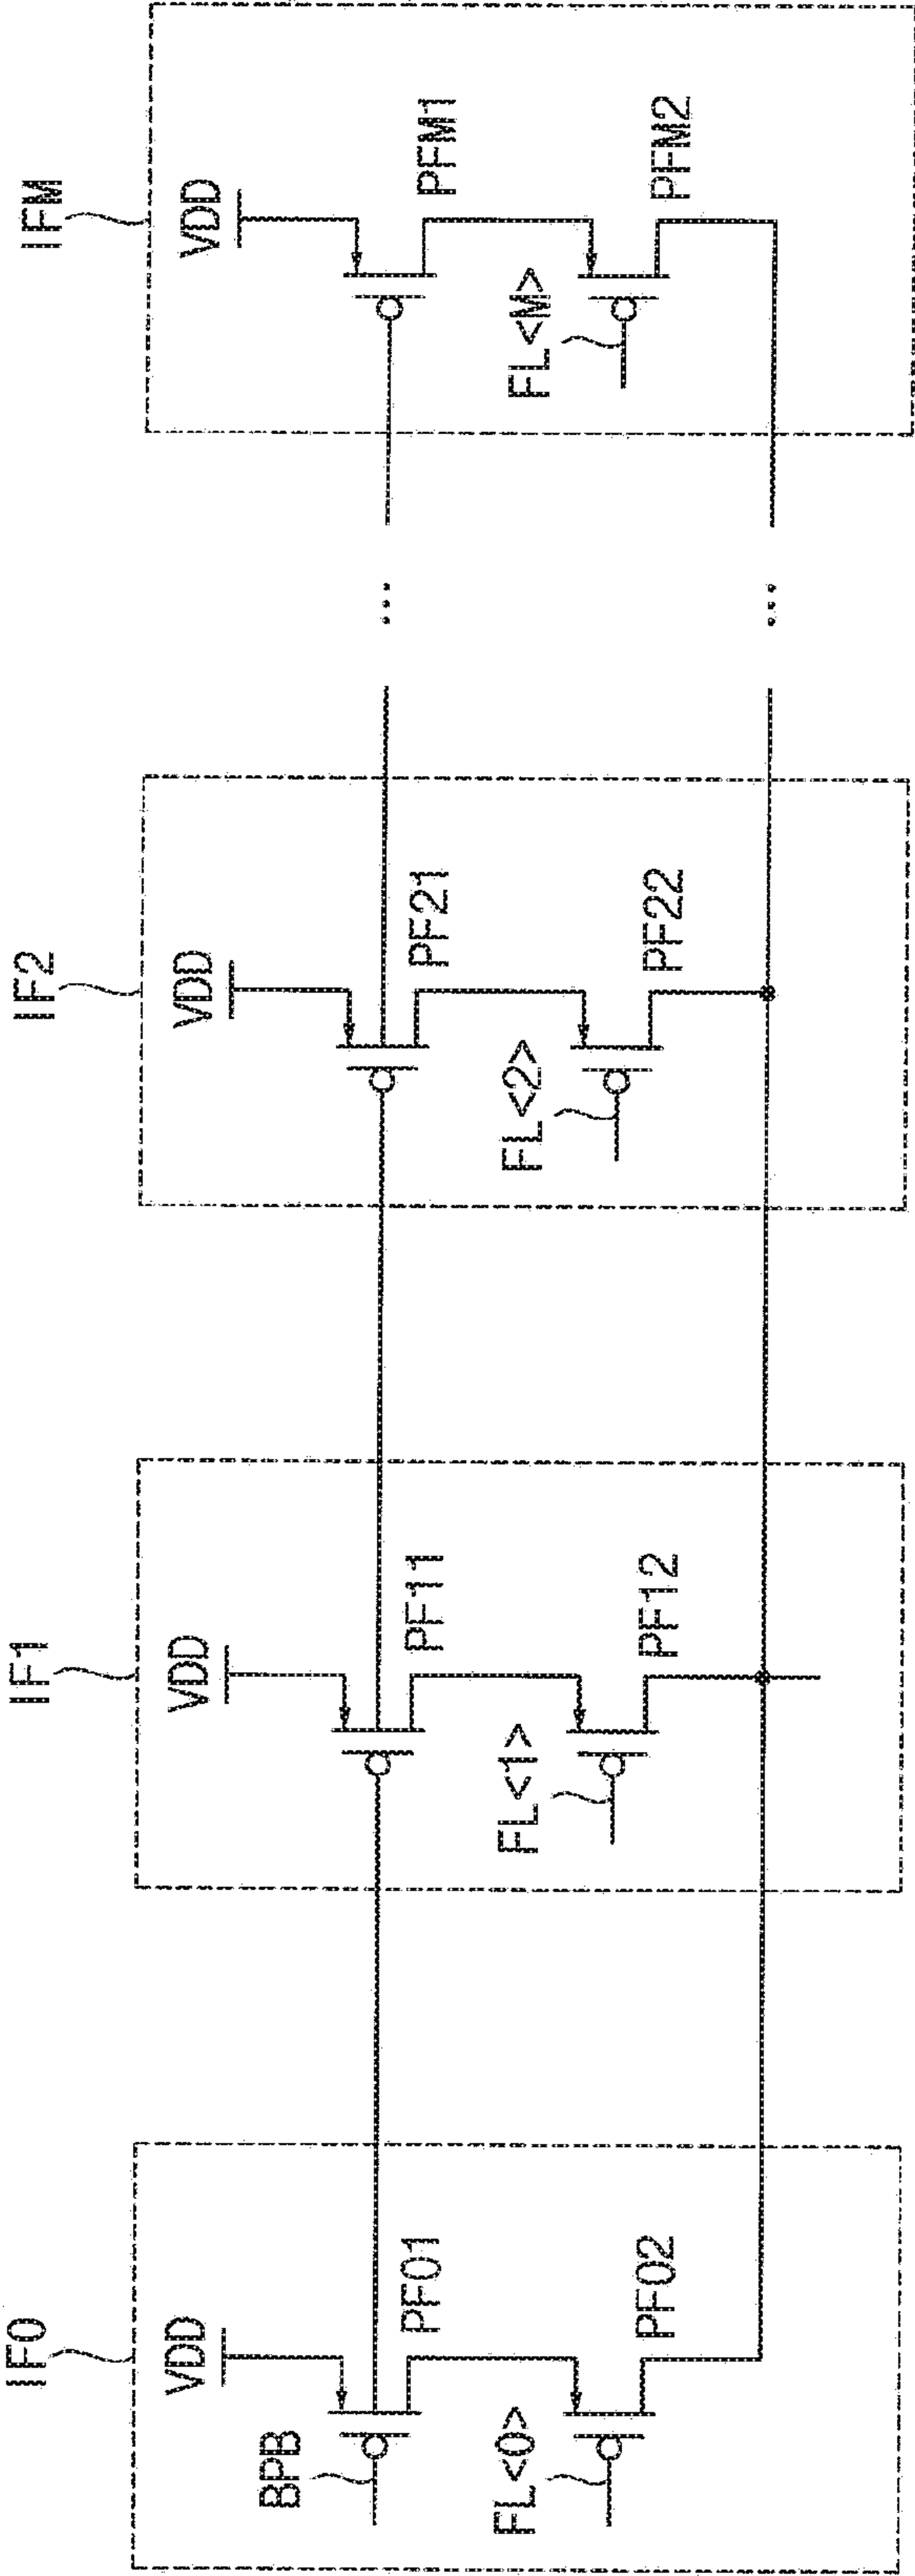 IF0
VDD
BPB
PF01
FL<0>
PF02
IF1
VDD
PF11
FL<1>
PF12
IF2
VDD
PF21
FL<2>
PF22
...
...
IFM
VDD
PFM1
FL<M>
PFM2